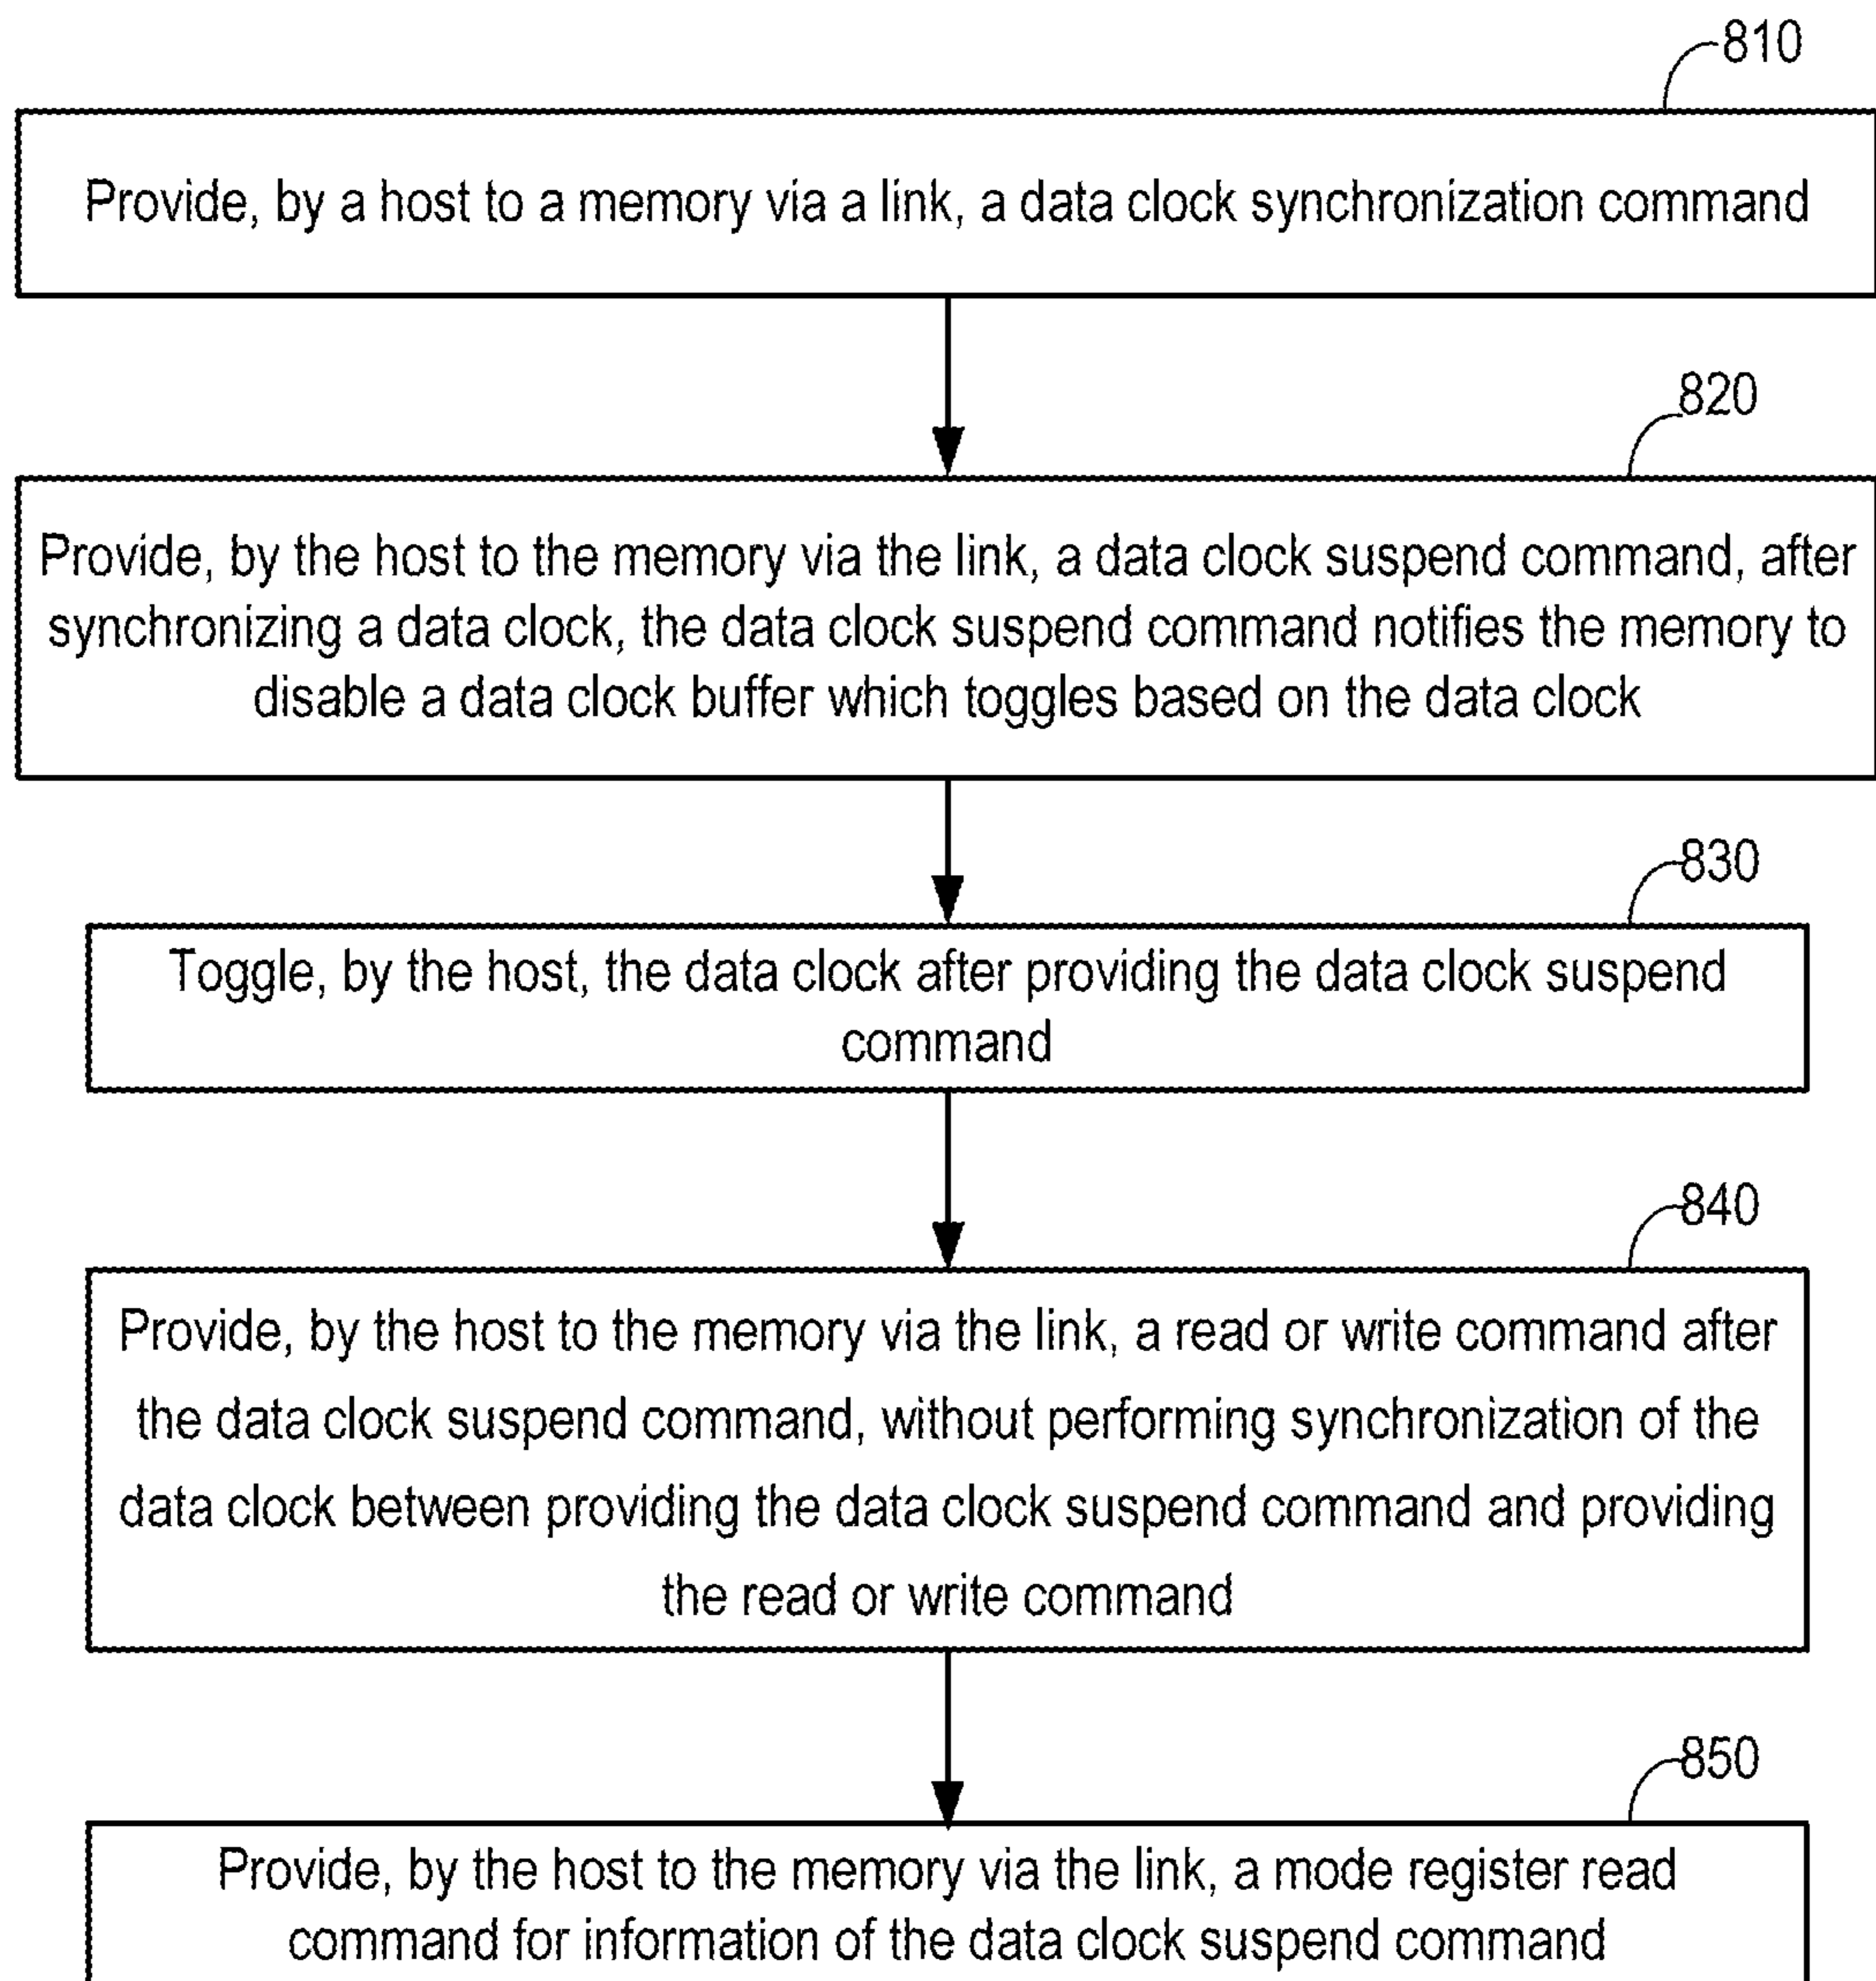 810
Provide, by a host to a memory via a link, a data clock synchronization command
820
Provide, by the host to the memory via the link, a data clock suspend command, after
synchronizing a data clock, the data clock suspend command notifies the memory to
disable a data clock buffer which toggles based on the data clock
830
Toggle, by the host, the data clock after providing the data clock suspend
command
840
Provide, by the host to the memory via the link, a read or write command after
the data clock suspend command, without performing synchronization of the
data clock between providing the data clock suspend command and providing
the read or write command
850
Provide, by the host to the memory via the link, a mode register read
command for information of the data clock suspend command